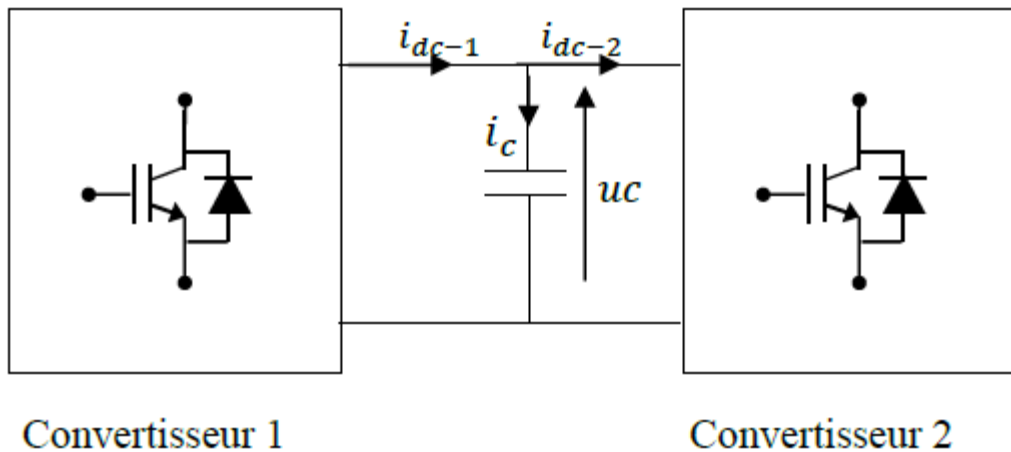 i_{dc-1}
i_{dc-2}
i_c
uc
Convertisseur 1
Convertisseur 2